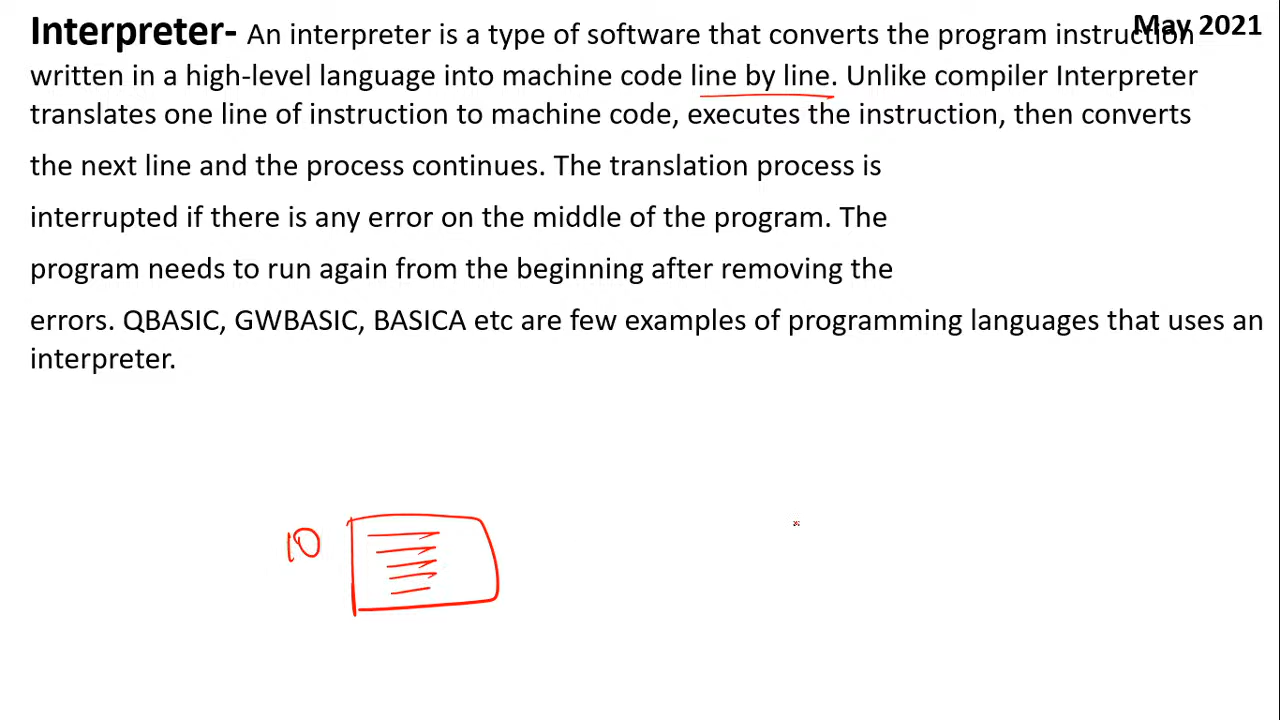 Interpreter- An interpreter is a type of software that converts the program instruction
May 2021
written in a high-level language into machine code line by line. Unlike compiler Interpreter
translates one line of instruction to machine code, executes the instruction, then converts
the next line and the process continues. The translation process is
interrupted if there is any error on the middle of the program. The
program needs to run again from the beginning after removing the
errors. QBASIC, GWBASIC, BASICA etc are few examples of programming languages that uses an
interpreter.
10